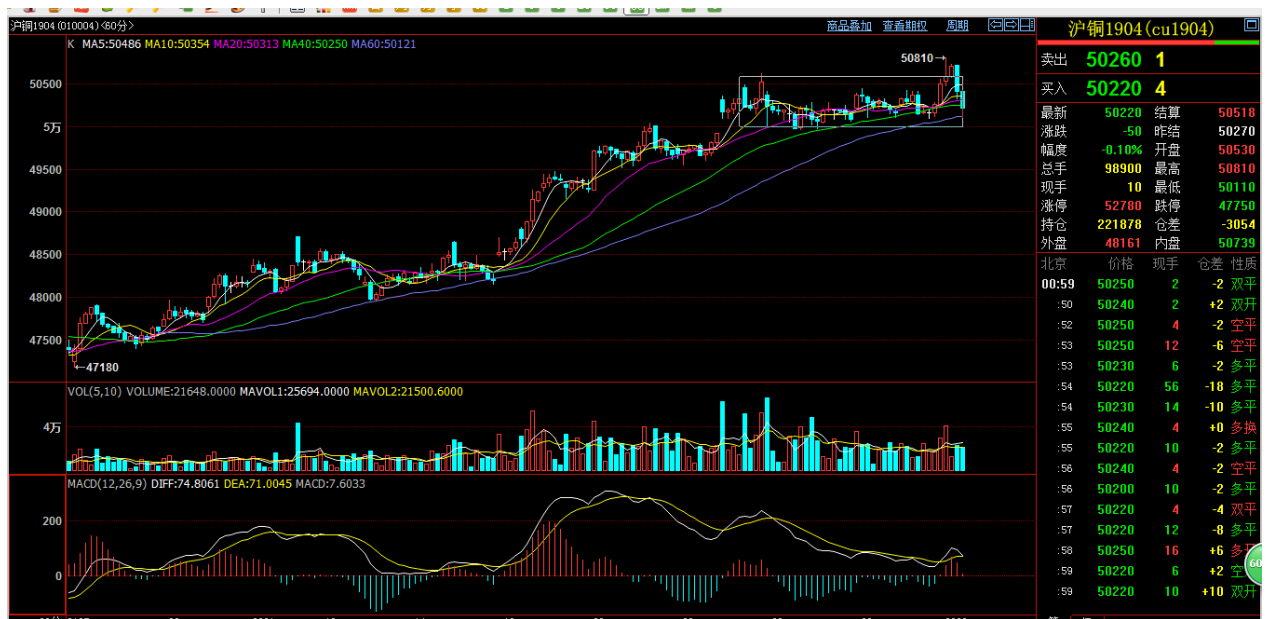 沪铜1904 (010004) <60分>
商品叠加 查看期权 周期
沪铜1904(cu1904)
K MA5:50486 MA10:50354 MA20:50313 MA40:50250 MA60:50121
50810
卖出 50260 1
50500
买入 50220 4
最新 50220 结算 50518
5万
涨跌 -50 昨结 50270
幅度 -0.10% 开盘 50530
49500
总手 98900 最高 50810
现手 10 最低 50110
49000
涨停 52780 跌停 47750
持仓 221878 仓差 -3054
外盘 48161 内盘 50739
48500
北京 价格 现手 仓差 性质
00:59 50250 2 -2 双平
48000
:50 50240 2 +2 双开
:52 50250 4 -2 空平
47500
:53 50250 12 -6 空平
47180
:53 50230 6 -2 多平
:54 50220 56 -18 多平
VOL(5,10) VOLUME:21648.0000 MAVOL1:25694.0000 MAVOL2:21500.6000
:54 50230 14 -10 多平
4万
:55 50240 4 +0 多换
:55 50220 10 -2 多平
:56 50240 4 -2 空平
MACD(12,26,9) DIFF:74.8061 DEA:71.0045 MACD:7.6033
:56 50200 10 -2 多平
:57 50220 4 -4 双平
200
:57 50220 12 -8 多平
:58 50250 16 +6 多
0
:59 50220 6 +2 空
60
:59 50220 10 +10 双开